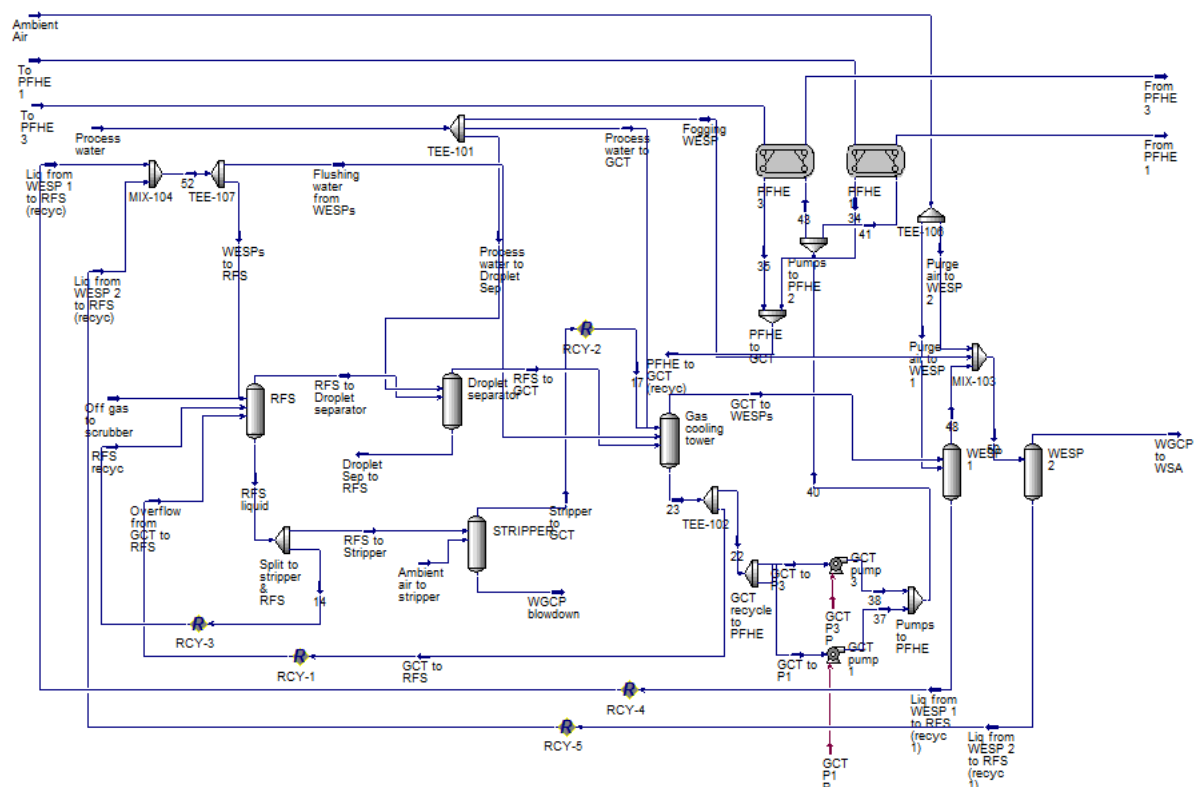 Ambient
Air
To
PFHE
1
To
PFHE
3
Process
water
TEE-101
Process
water to
GCT
Fogging
WESP
From
PFHE
3
From
PFHE
1
Liq from
WESP 1
to RFS
(recyc)
MIX-104
52
TEE-107
Flushing
water
from
WESPs
PFHE
3
43
PFHE
34
41
TEE-106
WESPs
to
RFS
Process
water to
Droplet
Sep
35
Pumps
to
PFHE
2
Purge
air to
WESP
2
Liq from
WESP 2
to RFS
(recyc)
PFHE
to
GCT
RCY-2
PFHE to
GCT
(recyc)
17
Purge
air to
WESP
1
MIX-103
RFS
RFS to
Droplet
separator
Droplet
separator
RFS to
GCT
Gas
cooling
tower
GCT to
WESPs
48
Off gas
to
scrubber
RFS
recyc
WESP
1
WESP
2
WGCP
to
WSA
Droplet
Sep to
RFS
RFS
liquid
Overflow
from
GCT to
RFS
Stripper
to
GCT
STRIPPER
23
TEE-102
40
Split to
stripper
&
RFS
RFS to
Stripper
14
Ambient
air to
stripper
WGCP
blowdown
22
GCT
recycle
to
PFHE
GCT to
P3
GCT
pump
3
38
37
Pumps
to
PFHE
GCT
P3
P
GCT to
P1
GCT
pump
1
RCY-3
RCY-1
GCT to
RFS
RCY-4
RCY-5
Liq from
WESP 1
to RFS
(recyc
1)
Liq from
WESP 2
to RFS
(recyc
1)
GCT
P1